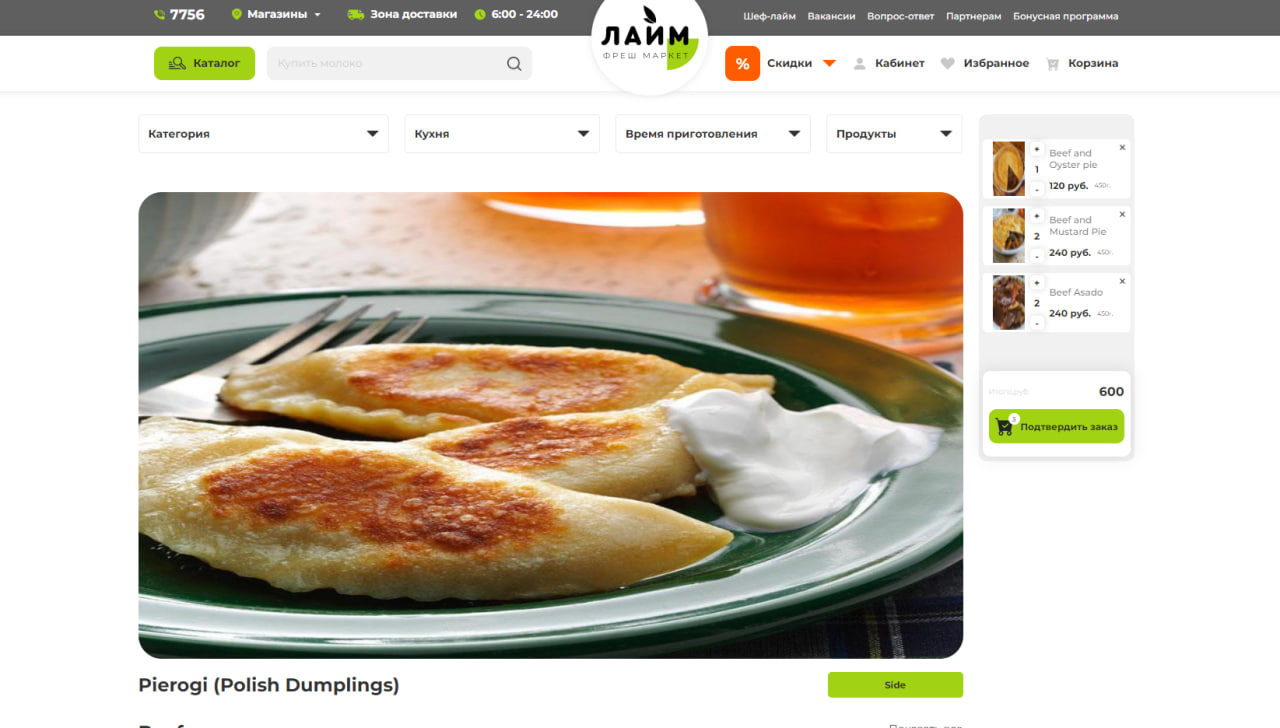 7756
Магазины
Зона доставки
6:00 - 24:00
ЛАЙМ
ФРЕШ МАРКЕТ
Шеф-лайм
Вакансии
Вопрос-ответ
Партнерам
Бонусная программа
Каталог
Купить молоко
%
Скидки
Кабинет
Избранное
Корзина
Категория
Кухня
Время приготовления
Продукты
+
1
-
Beef and
Oyster pie
120 руб. 450г.
×
+
2
-
Beef and
Mustard Pie
240 руб. 450г.
×
+
2
-
Beef Asado
240 руб. 450г.
×
600
3
Подтвердить заказ
Pierogi (Polish Dumplings)
Side